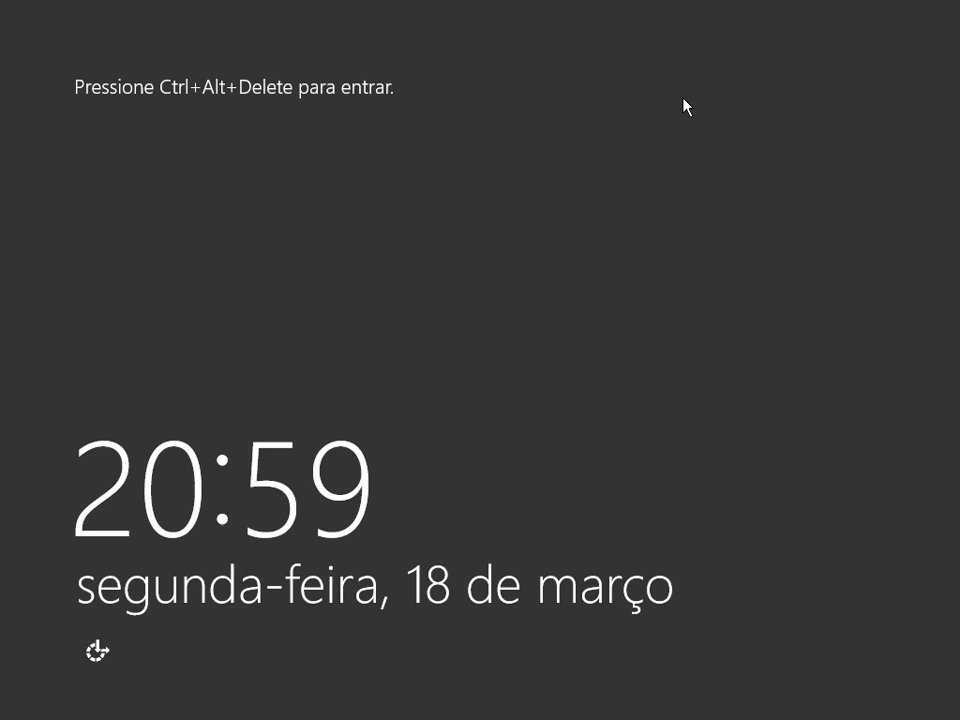 Pressione Ctrl+Alt+Delete para entrar.
20:59
segunda-feira, 18 de março